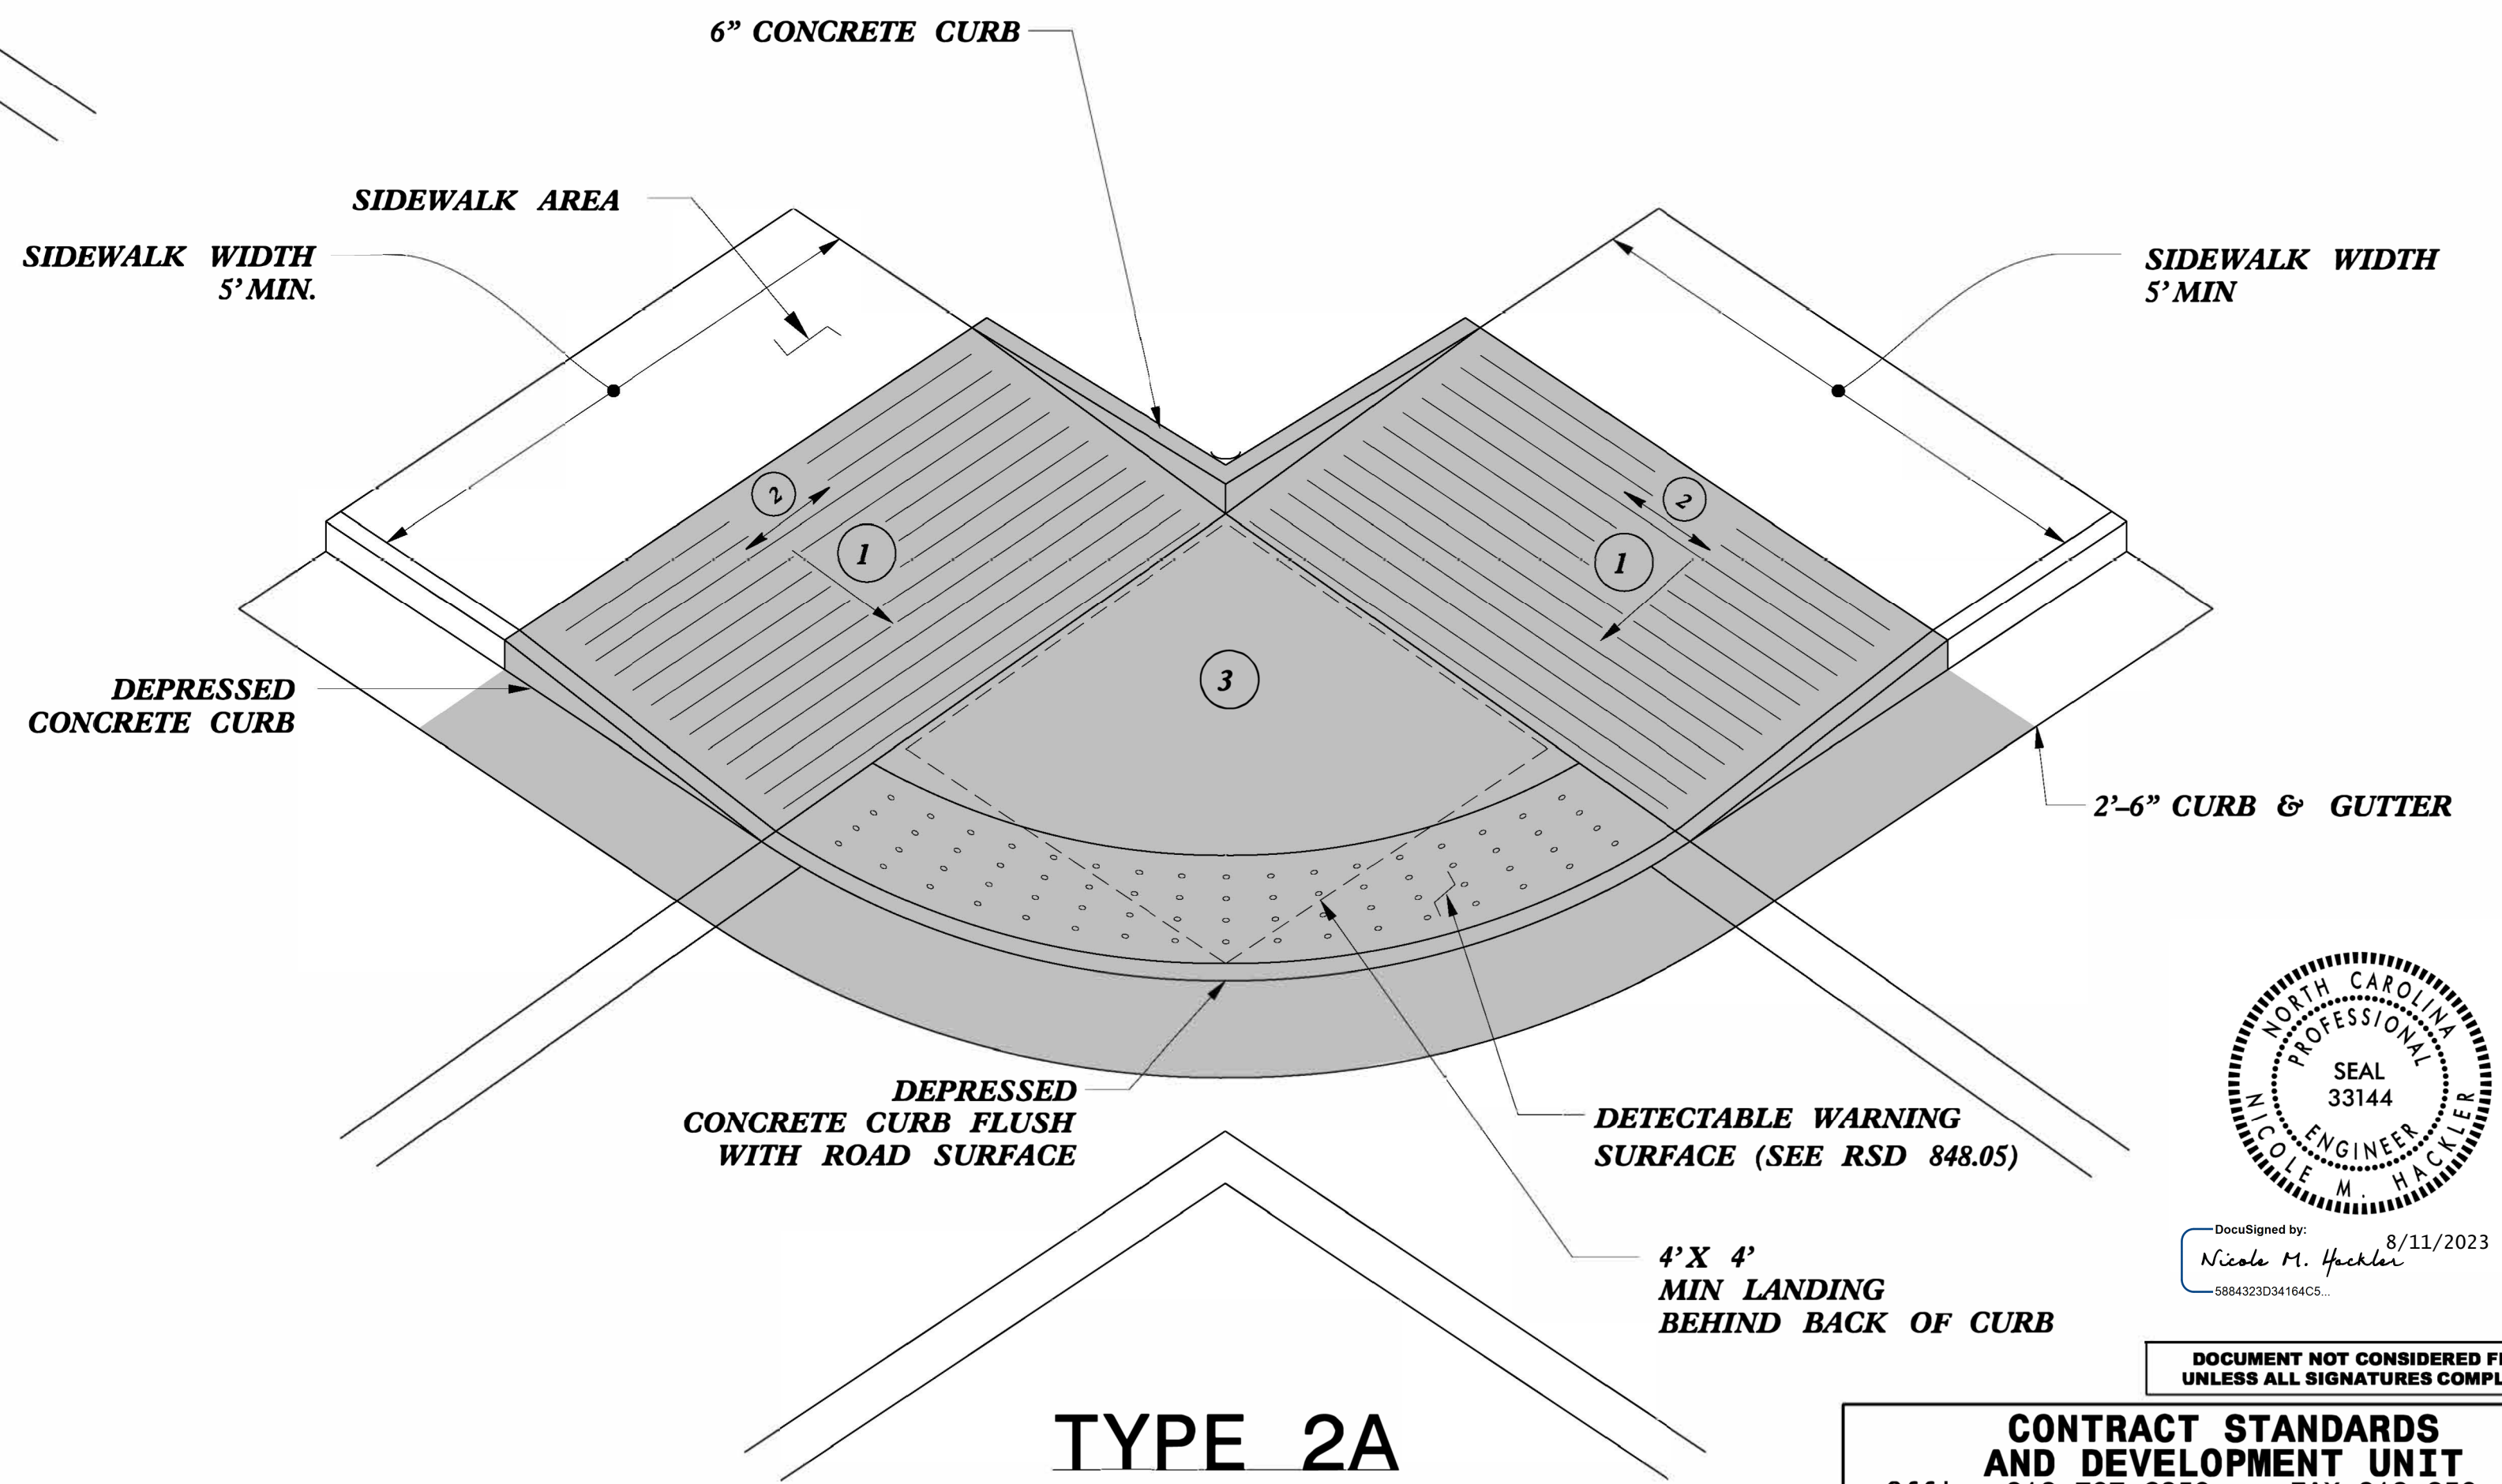 6” CONCRETE CURB
SIDEWALK AREA
SIDEWALK WIDTH
5’ MIN.
SIDEWALK WIDTH
5’ MIN
2
1
2
1
3
DEPRESSED
CONCRETE CURB
2’–6” CURB & GUTTER
DEPRESSED
CONCRETE CURB FLUSH
WITH ROAD SURFACE
DETECTABLE WARNING
SURFACE (SEE RSD 848.05)
4’ X 4’
MIN LANDING
BEHIND BACK OF CURB
NORTH CAROLINA
PROFESSIONAL
SEAL
33144
ENGINEER
NICOLE M. HACKLER
DocuSigned by:
Nicole M. Hackler
8/11/2023
5884323D34164C5...
DOCUMENT NOT CONSIDERED
UNLESS ALL SIGNATURES
TYPE 2A
CONTRACT STANDARDS
AND DEVELOPMENT UNIT